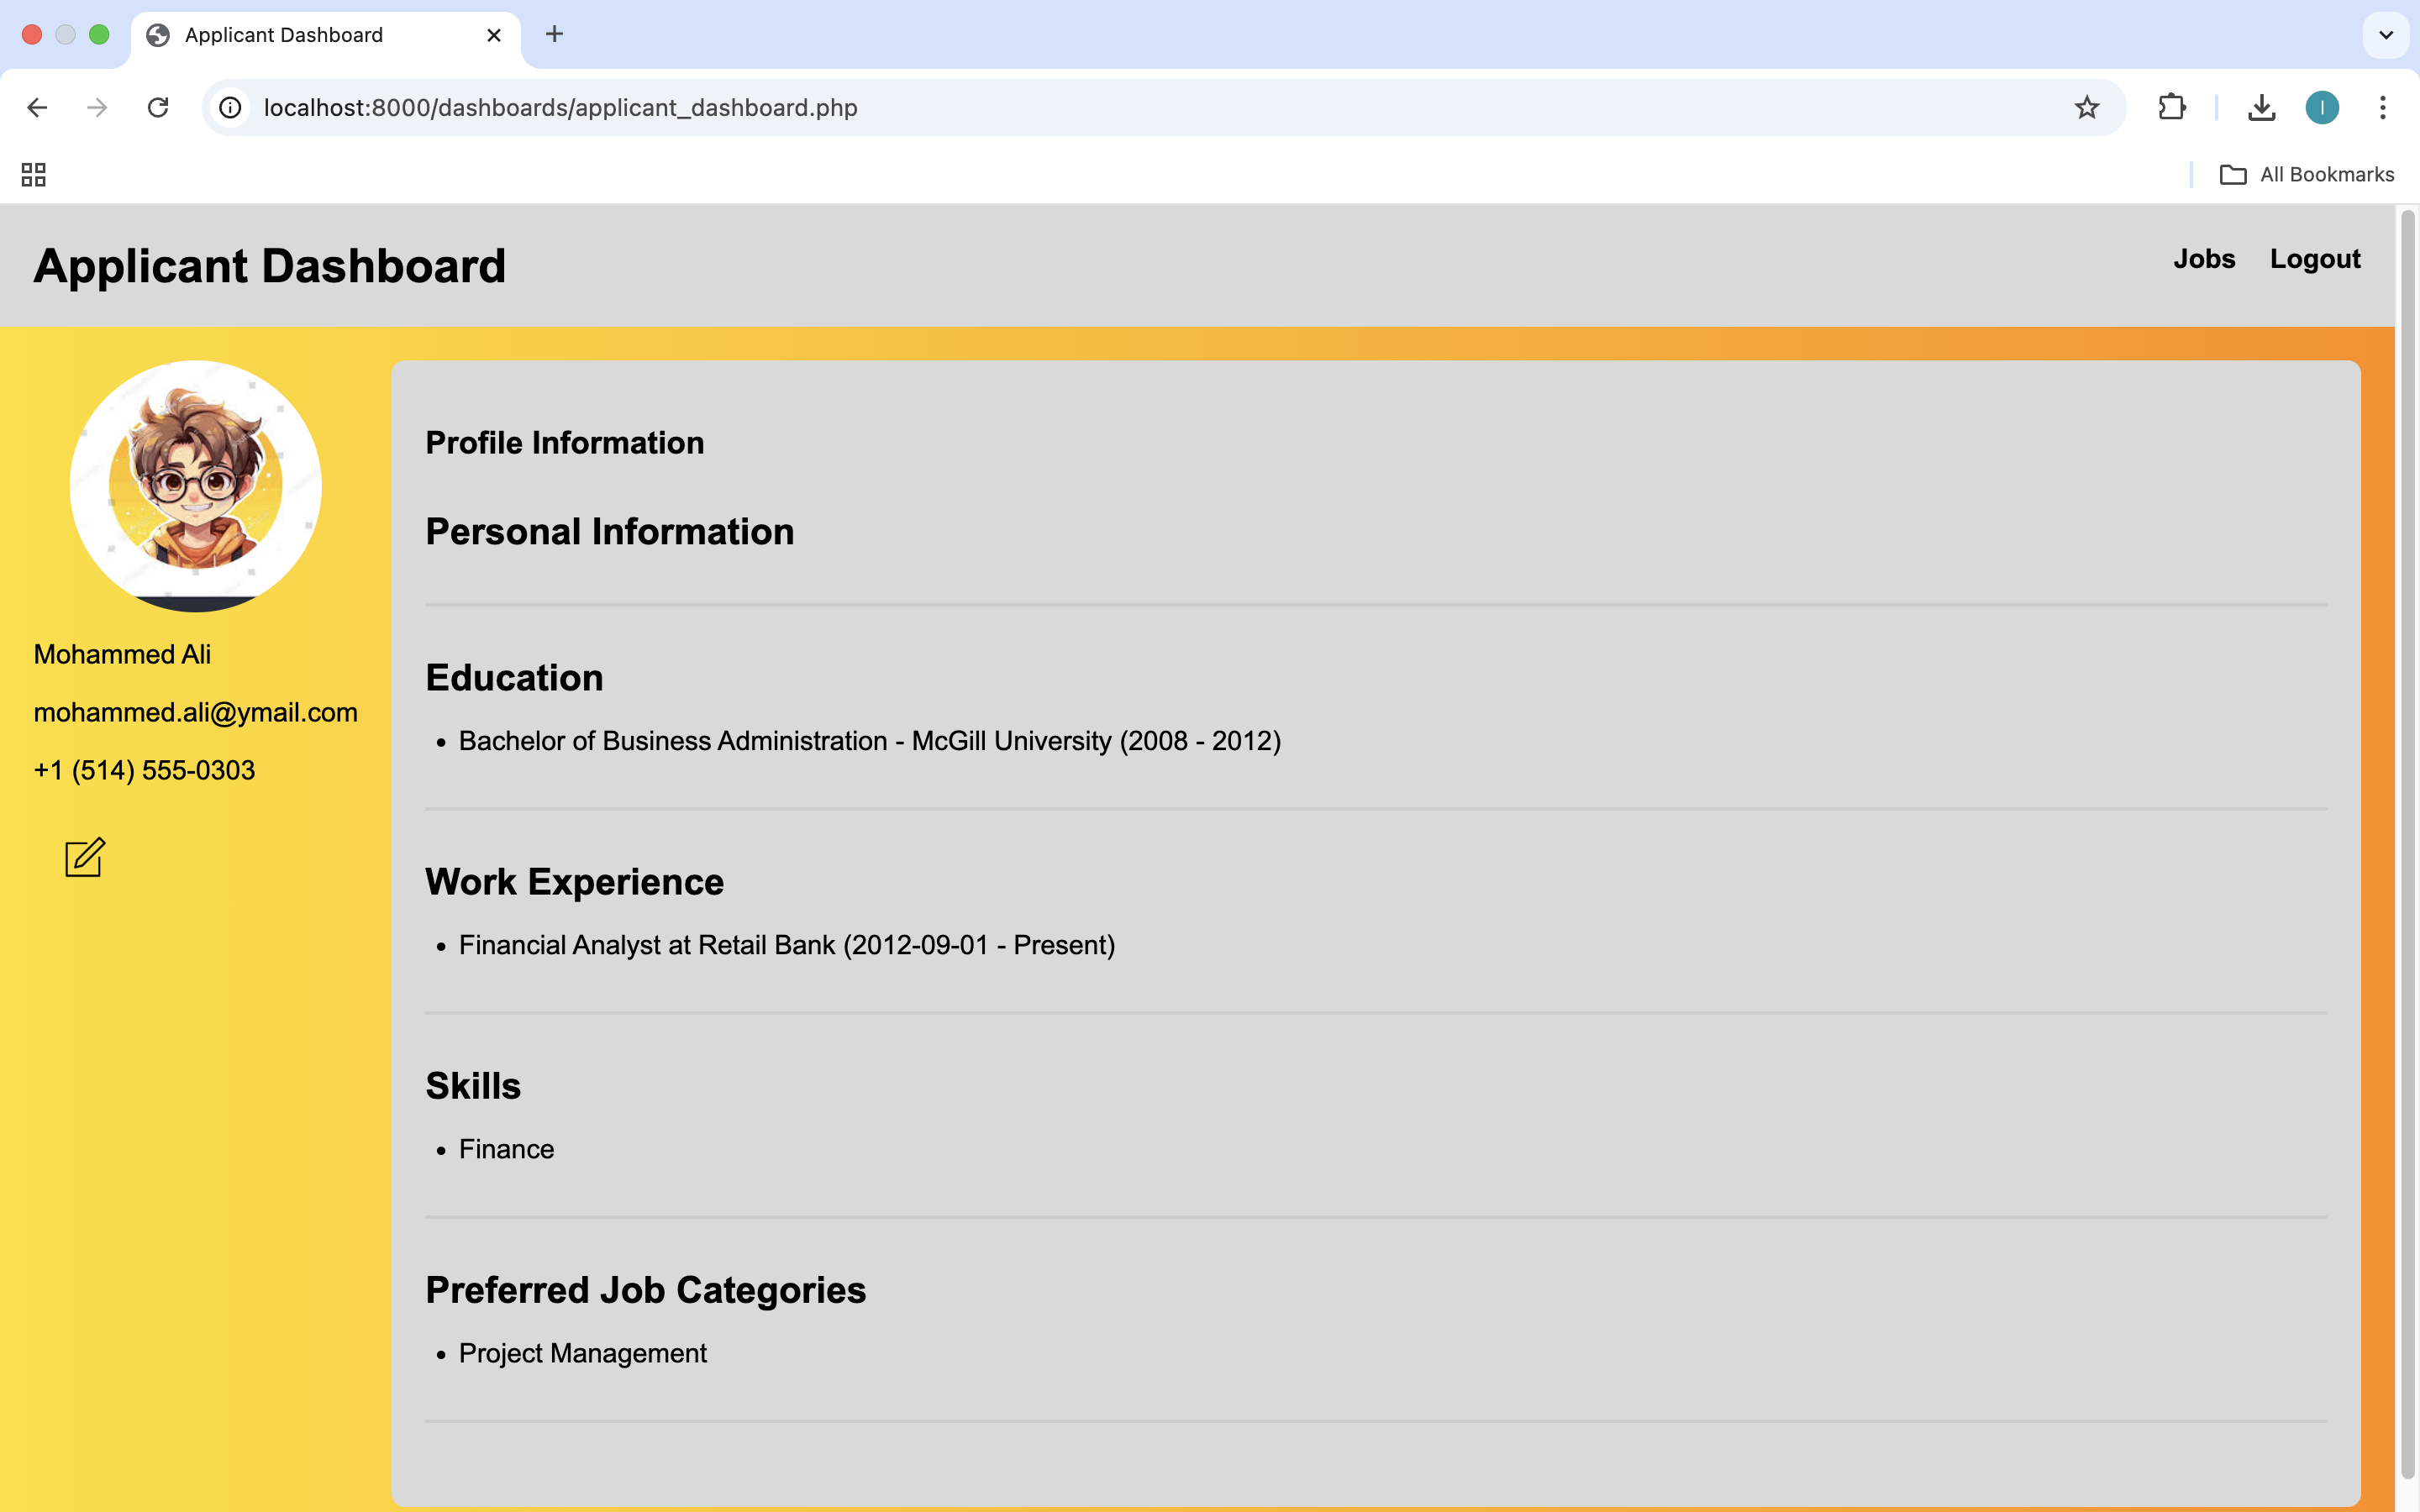 Applicant Dashboard
localhost:8000/dashboards/applicant_dashboard.php
I
All Bookmarks
Applicant Dashboard
Jobs
Logout
Mohammed Ali
mohammed.ali@ymail.com
+1 (514) 555-0303
Profile Information
Personal Information
Education
Bachelor of Business Administration - McGill University (2008 - 2012)
Work Experience
Financial Analyst at Retail Bank (2012-09-01 - Present)
Skills
Finance
Preferred Job Categories
Project Management